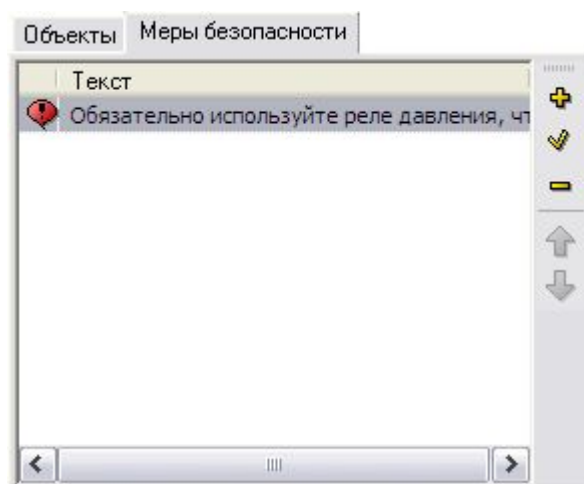 Объекты Меры безопасности
Текст
Обязательно используйте реле давления, чт